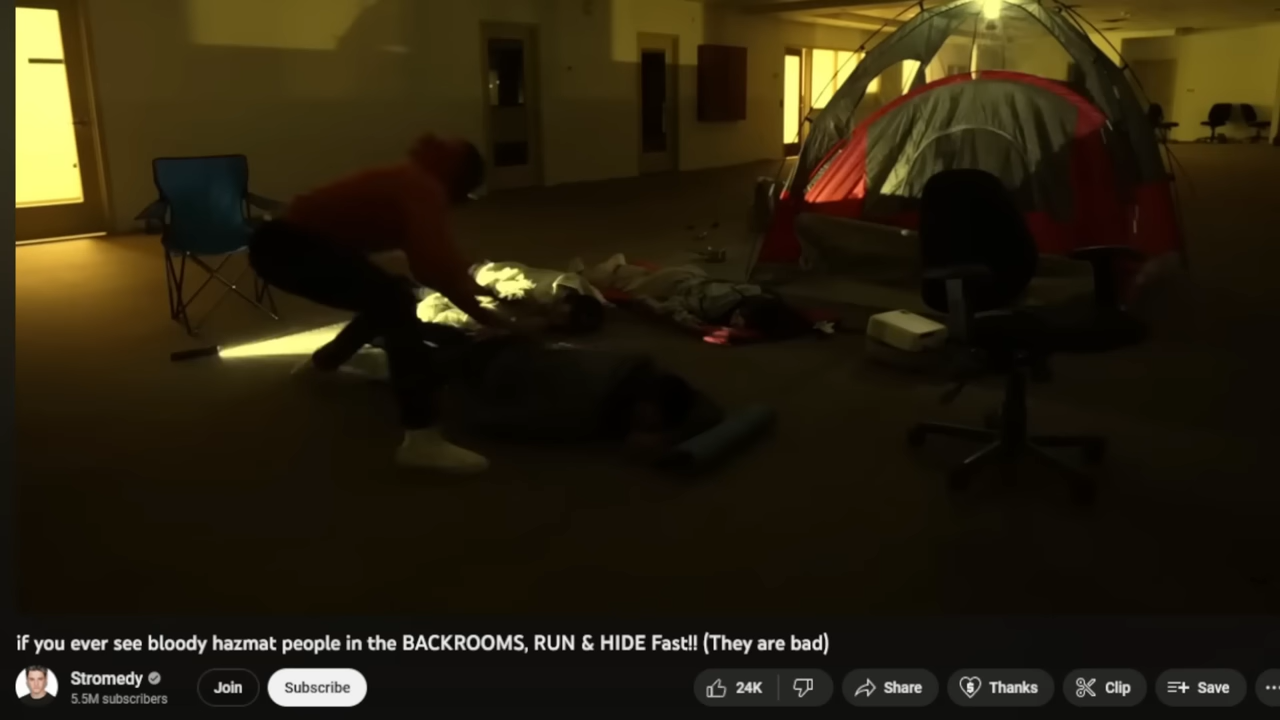 if you ever see bloody hazmat people in the BACKROOMS, RUN & HIDE Fast!! (They are bad)
Stromedy
5.5M subscribers
Join
Subscribe
24K
Share
Thanks
Clip
Save